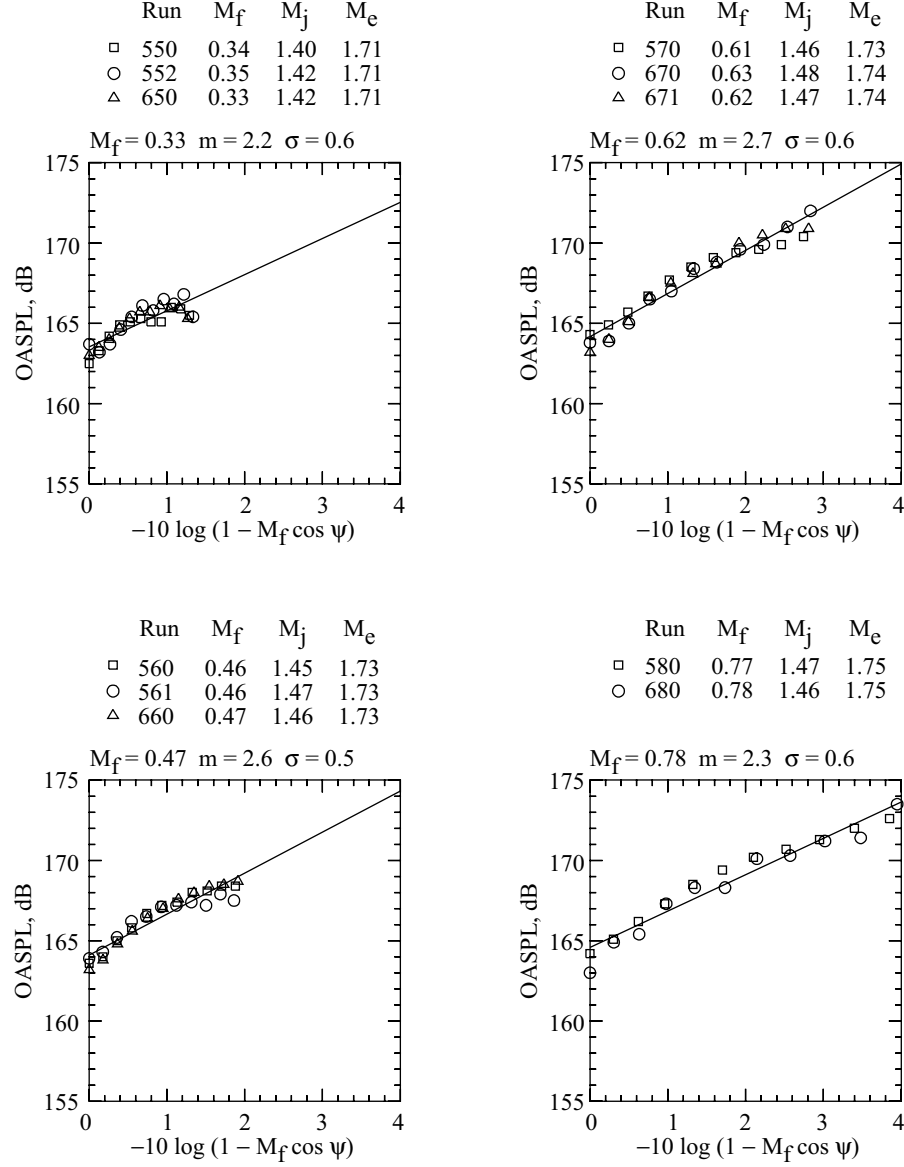 Run M_f M_j M_e
550 0.34 1.40 1.71
552 0.35 1.42 1.71
650 0.33 1.42 1.71
M_f = 0.33 m = 2.2 σ = 0.6
175
170
165
160
155
OASPL, dB
0 1 2 3 4
−10 log (1 − M_f cos ψ)
Run M_f M_j M_e
570 0.61 1.46 1.73
670 0.63 1.48 1.74
671 0.62 1.47 1.74
M_f = 0.62 m = 2.7 σ = 0.6
175
170
165
160
155
OASPL, dB
0 1 2 3 4
−10 log (1 − M_f cos ψ)
Run M_f M_j M_e
560 0.46 1.45 1.73
561 0.46 1.47 1.73
660 0.47 1.46 1.73
M_f = 0.47 m = 2.6 σ = 0.5
175
170
165
160
155
OASPL, dB
0 1 2 3 4
−10 log (1 − M_f cos ψ)
Run M_f M_j M_e
580 0.77 1.47 1.75
680 0.78 1.46 1.75
M_f = 0.78 m = 2.3 σ = 0.6
175
170
165
160
155
OASPL, dB
0 1 2 3 4
−10 log (1 − M_f cos ψ)